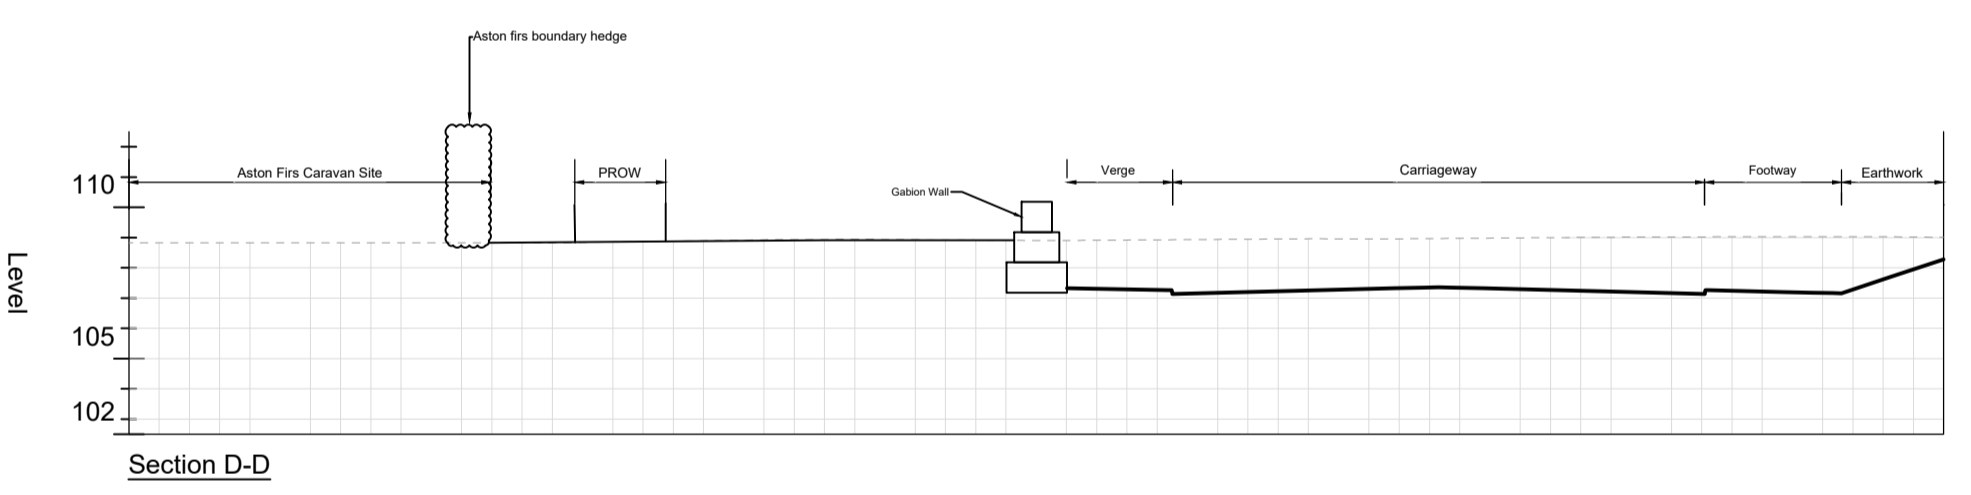 Aston firs boundary hedge
Aston Firs Caravan Site
PROW
Gabion Wall
Verge
Carriageway
Footway
Earthwork
110
105
102
Level
Section D-D